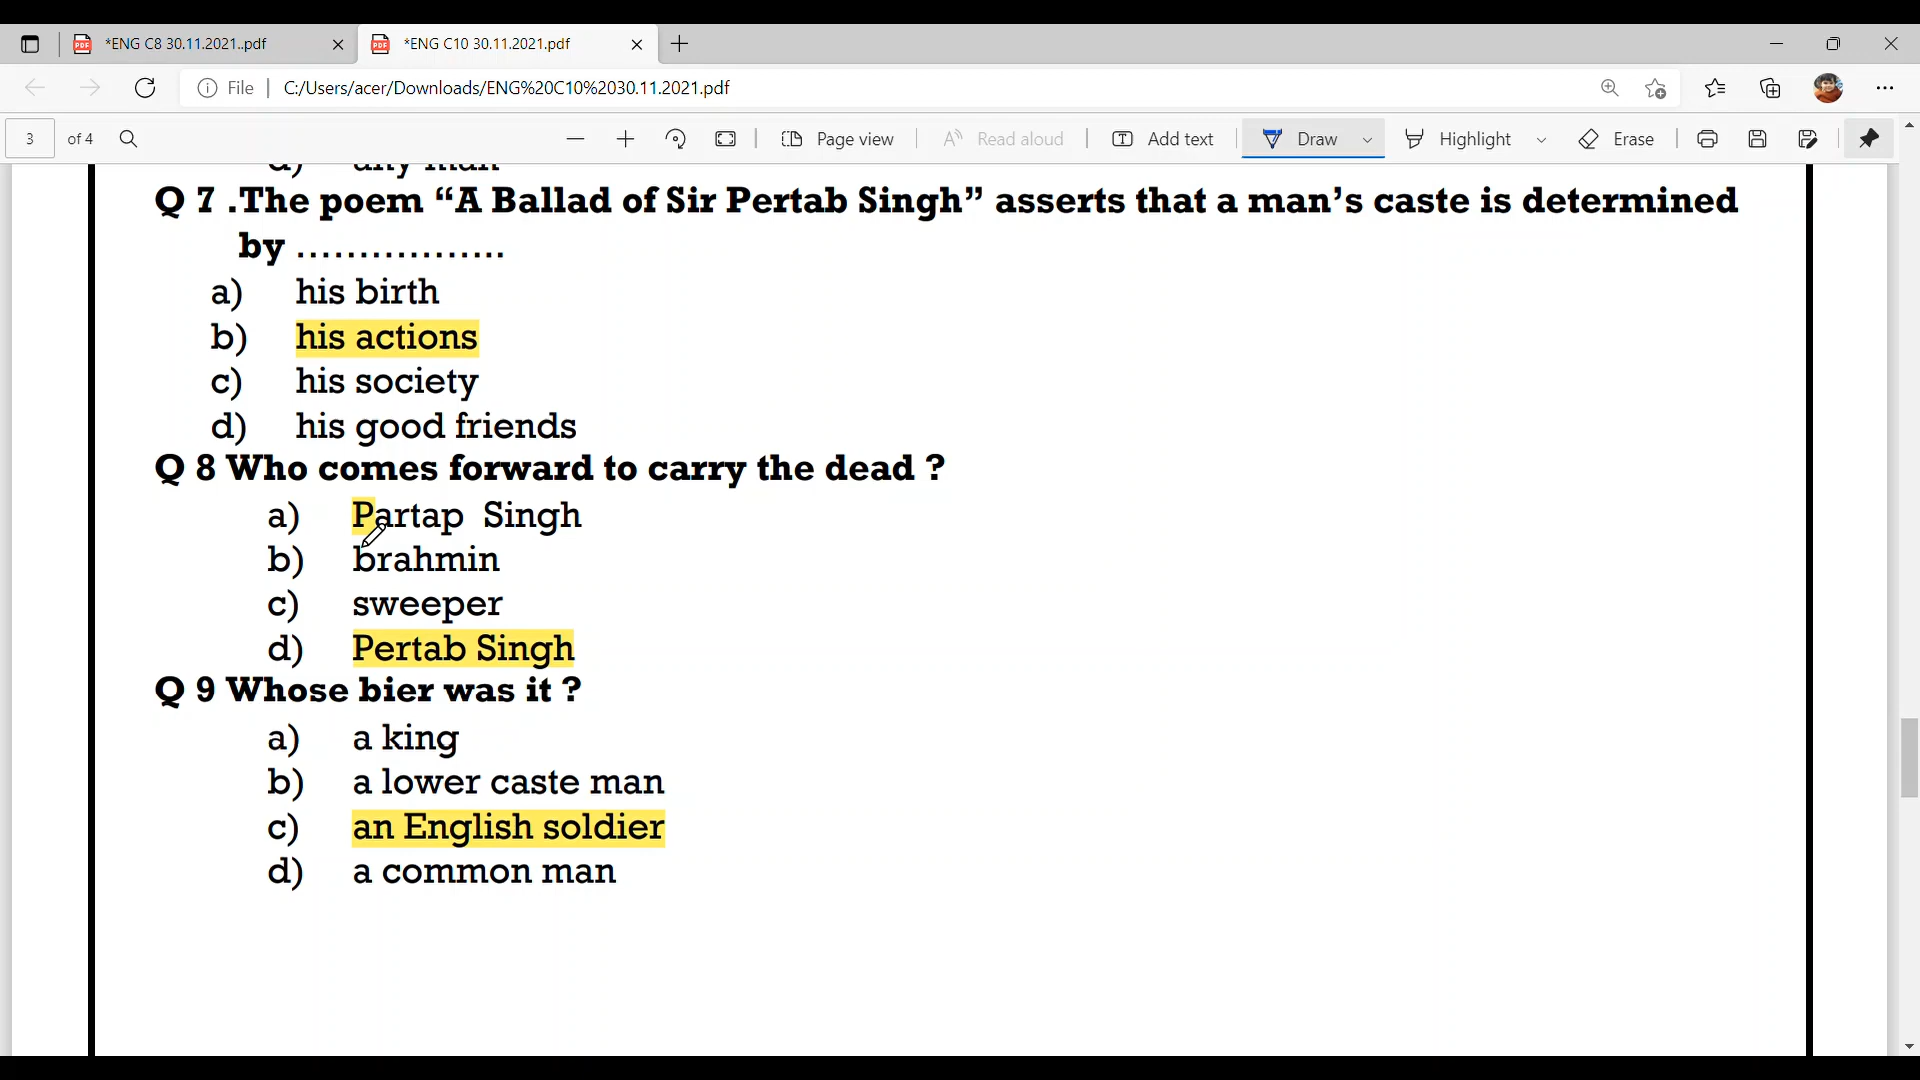 *ENG C8 30.11.2021..pdf
*ENG C10 30.11.2021.pdf
File | C:/Users/acer/Downloads/ENG%20C10%2030.11.2021.pdf
3 of 4 Page view Read aloud Add text Draw Highlight Erase
d) any man
Q 7 .The poem “A Ballad of Sir Pertab Singh” asserts that a man’s caste is determined
by .................
a) his birth
b) his actions
c) his society
d) his good friends
Q 8 Who comes forward to carry the dead ?
a) Partap Singh
b) brahmin
c) sweeper
d) Pertab Singh
Q 9 Whose bier was it ?
a) a king
b) a lower caste man
c) an English soldier
d) a common man